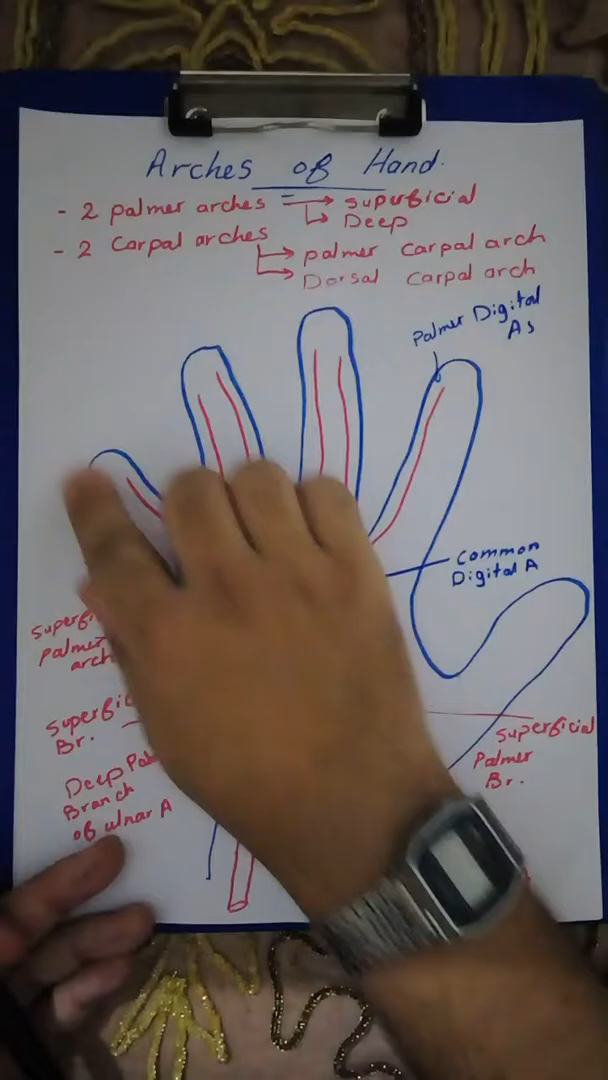 Arches of Hand.
- 2 palmer arches = → superficial
→ Deep
- 2 Carpal arches → palmer carpal arch
→ Dorsal carpal arch
palmer Digital
As
common
Digital A
palmer
arch
Superficial
Palmer
Br.
Br.
Deep
Branch
of ulnar A